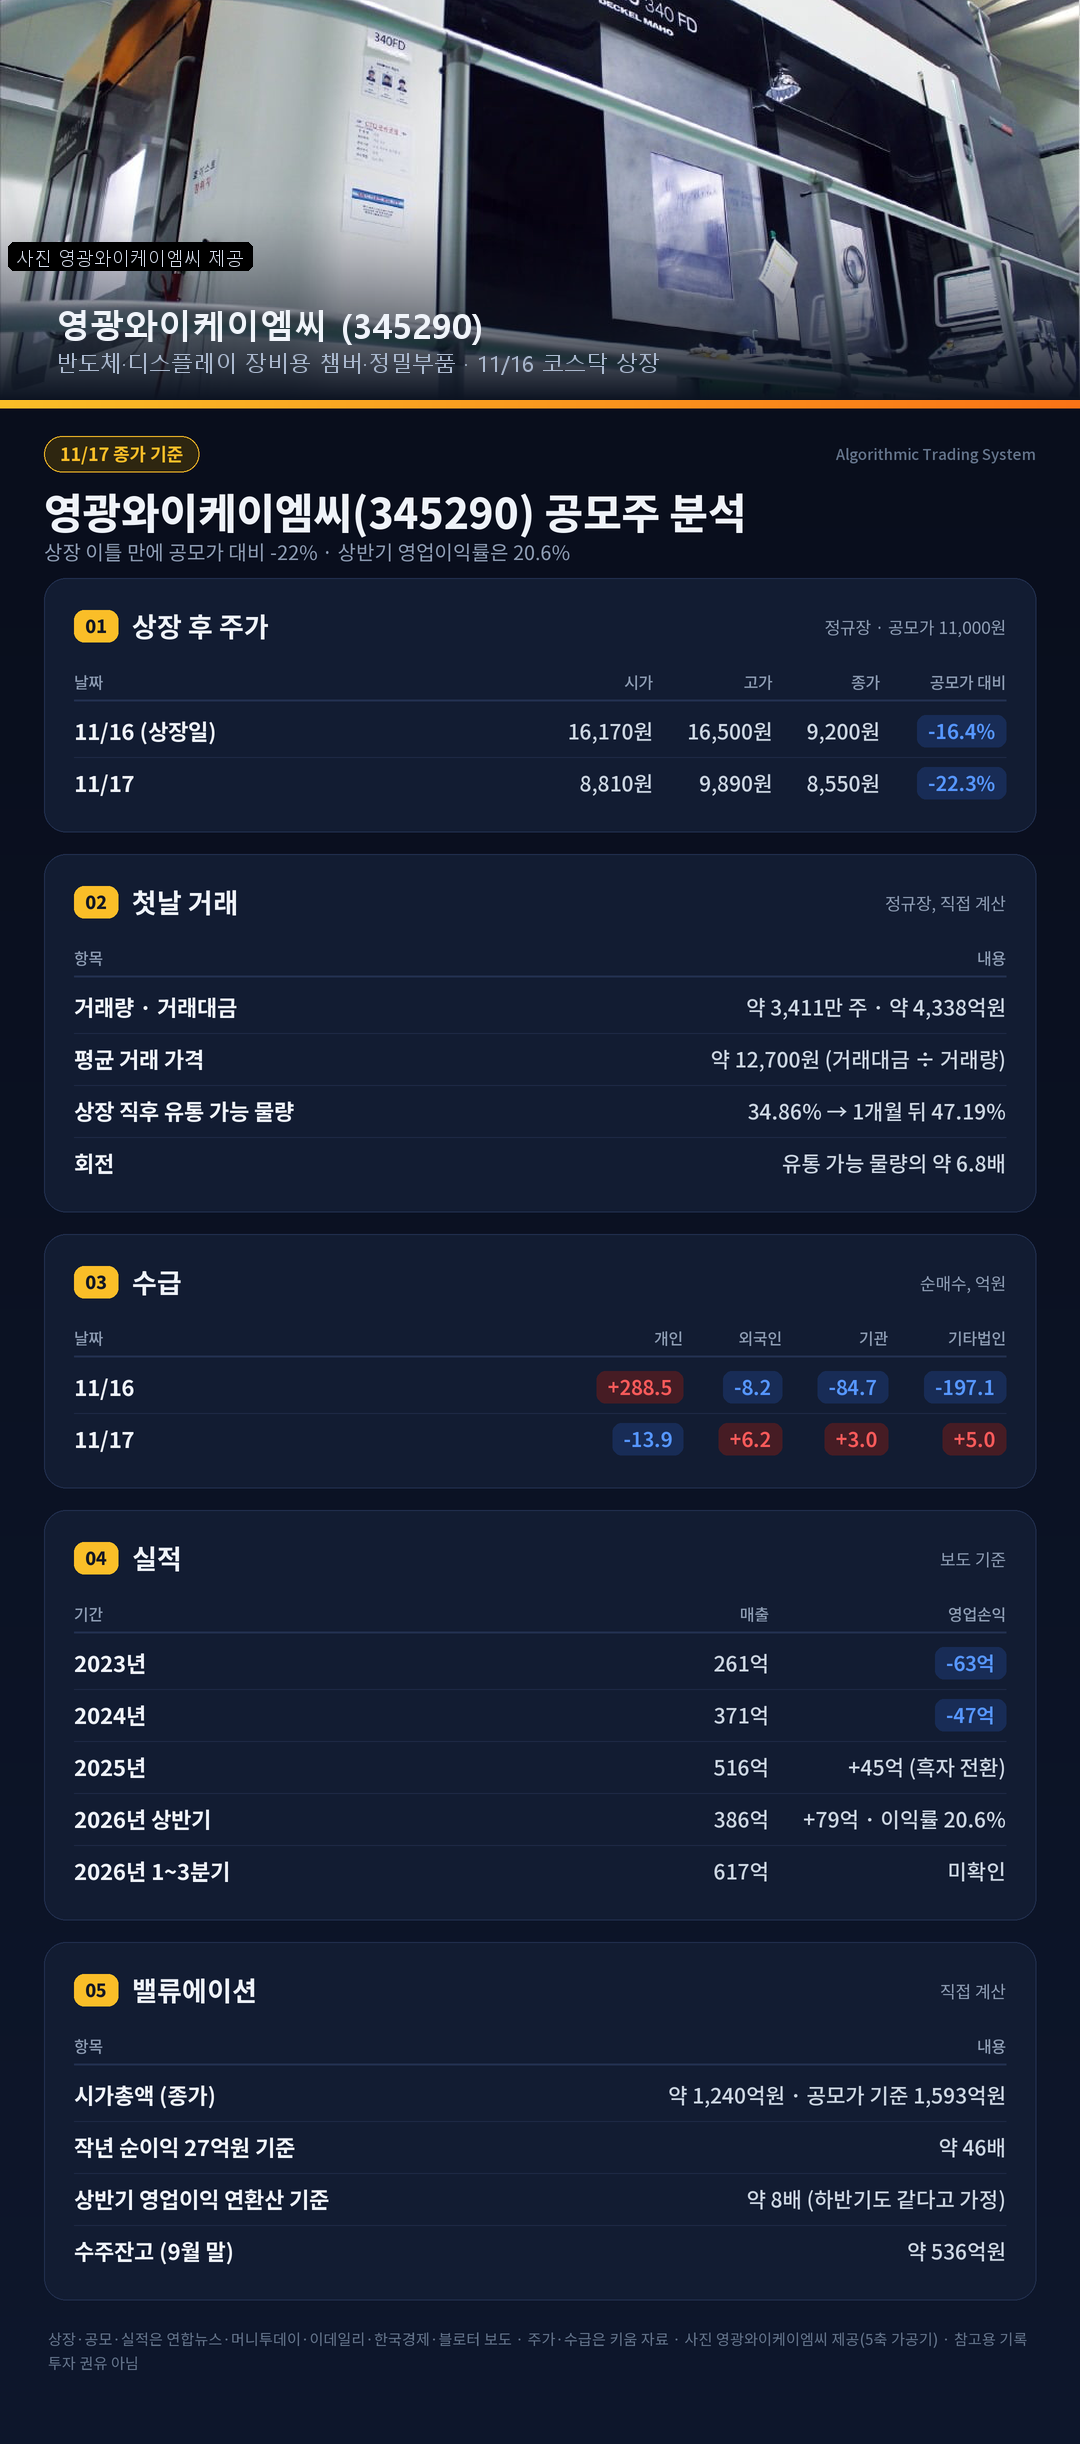 340 FD
DECKEL MAHO
340FD
사진 영광와이케이엠씨 제공
영광와이케이엠씨 (345290)
반도체·디스플레이 장비용 챔버·정밀부품 · 11/16 코스닥 상장
11/17 종가 기준
Algorithmic Trading System
영광와이케이엠씨(345290) 공모주 분석
상장 이틀 만에 공모가 대비 -22% · 상반기 영업이익률은 20.6%
01 상장 후 주가 정규장 · 공모가 11,000원
날짜 시가 고가 종가 공모가 대비
11/16 (상장일) 16,170원 16,500원 9,200원 -16.4%
11/17 8,810원 9,890원 8,550원 -22.3%
02 첫날 거래 정규장, 직접 계산
항목 내용
거래량 · 거래대금 약 3,411만 주 · 약 4,338억원
평균 거래 가격 약 12,700원 (거래대금 ÷ 거래량)
상장 직후 유통 가능 물량 34.86% → 1개월 뒤 47.19%
회전 유통 가능 물량의 약 6.8배
03 수급 순매수, 억원
날짜 개인 외국인 기관 기타법인
11/16 +288.5 -8.2 -84.7 -197.1
11/17 -13.9 +6.2 +3.0 +5.0
04 실적 보도 기준
기간 매출 영업손익
2023년 261억 -63억
2024년 371억 -47억
2025년 516억 +45억 (흑자 전환)
2026년 상반기 386억 +79억 · 이익률 20.6%
2026년 1~3분기 617억 미확인
05 밸류에이션 직접 계산
항목 내용
시가총액 (종가) 약 1,240억원 · 공모가 기준 1,593억원
작년 순이익 27억원 기준 약 46배
상반기 영업이익 연환산 기준 약 8배 (하반기도 같다고 가정)
수주잔고 (9월 말) 약 536억원
상장·공모·실적은 연합뉴스·머니투데이·이데일리·한국경제·블로터 보도 · 주가·수급은 키움 자료 · 사진 영광와이케이엠씨 제공(5축 가공기) · 참고용 기록
투자 권유 아님